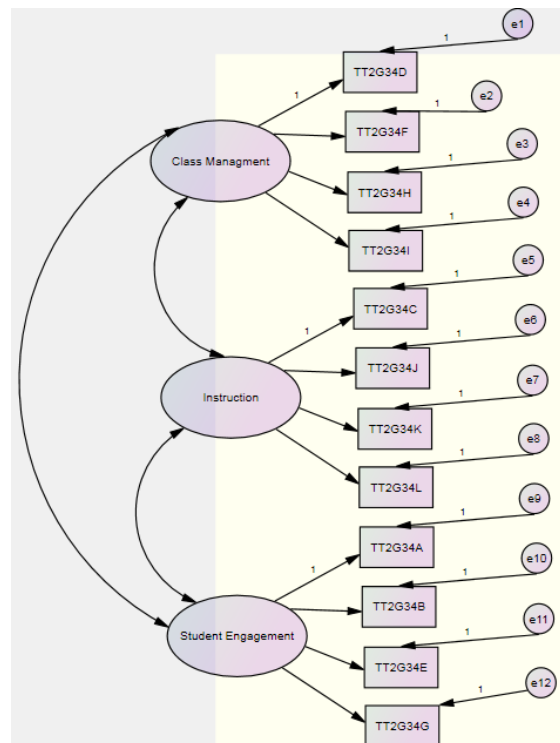 e1
1
TT2G34D
1
e2
1
TT2G34F
e3
1
Class Managment
TT2G34H
e4
1
TT2G34I
e5
1
TT2G34C
e6
1
1
TT2G34J
e7
1
Instruction
TT2G34K
e8
1
TT2G34L
e9
1
TT2G34A
e10
1
1
TT2G34B
e11
1
Student Engagement
TT2G34E
e12
1
TT2G34G